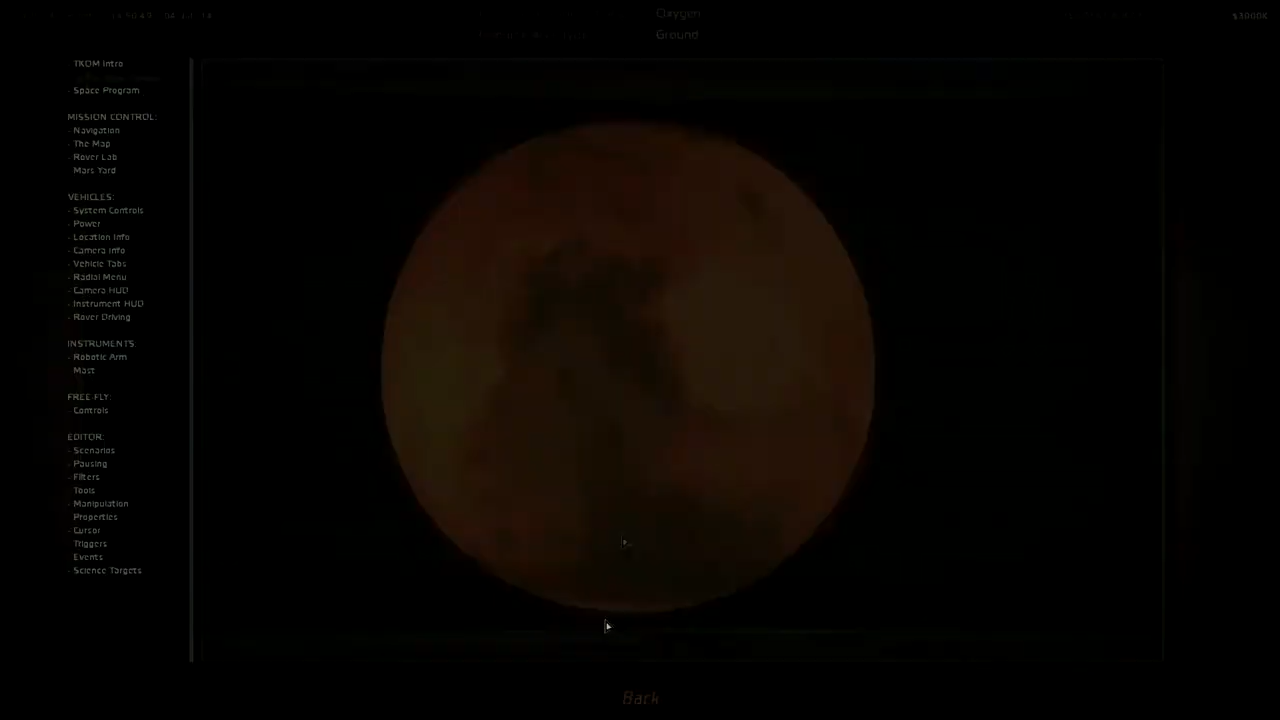 Oxygen
$3000K
Ground
TKOM Intro
- Space Program
MISSION CONTROL:
- Navigation
- The Map
- Rover Lab
Mars Yard
VEHICLES:
- System Controls
- Power
- Location Info
- Camera Info
- Vehicle Tabs
- Radial Menu
- Camera HUD
- Instrument HUD
- Rover Driving
INSTRUMENTS:
- Robotic Arm
Mast
FREE-FLY:
- Controls
EDITOR:
- Scenarios
- Pausing
- Filters
Tools
- Manipulation
Properties
- Cursor
Triggers
Events
- Science Targets
Back